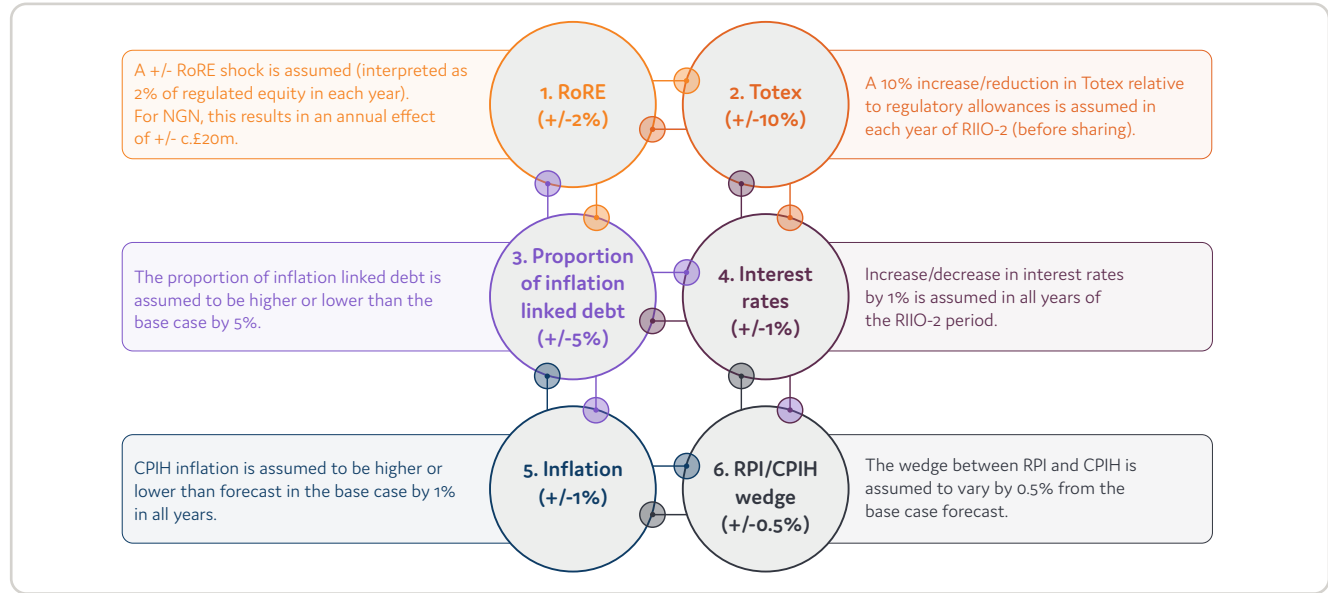 A +/- RoRE shock is assumed (interpreted as
2% of regulated equity in each year).
For NGN, this results in an annual effect
of +/- c.£20m.
1. RoRE
(+/-2%)
2. Totex
(+/-10%)
A 10% increase/reduction in Totex relative
to regulatory allowances is assumed in
each year of RIIO-2 (before sharing).
The proportion of inflation linked debt is
assumed to be higher or lower than the
base case by 5%.
3. Proportion
of inflation
linked debt
(+/-5%)
4. Interest
rates
(+/-1%)
Increase/decrease in interest rates
by 1% is assumed in all years of
the RIIO-2 period.
CPIH inflation is assumed to be higher or
lower than forecast in the base case by 1%
in all years.
5. Inflation
(+/-1%)
6. RPI/CPIH
wedge
(+/-0.5%)
The wedge between RPI and CPIH is
assumed to vary by 0.5% from the
base case forecast.